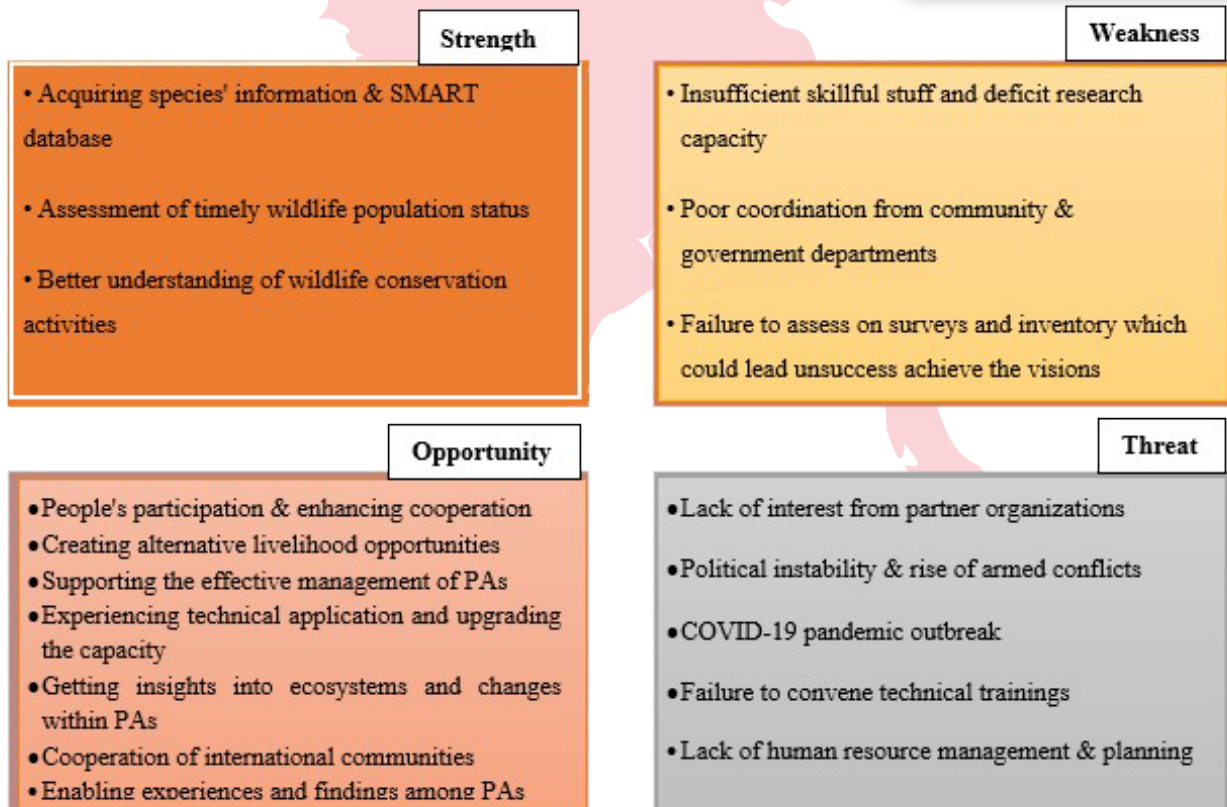 Strength
• Acquiring species' information & SMART
database
• Assessment of timely wildlife population status
• Better understanding of wildlife conservation
activities
Weakness
• Insufficient skillful stuff and deficit research
capacity
• Poor coordination from community &
government departments
• Failure to assess on surveys and inventory which
could lead unsuccess achieve the visions
Opportunity
• People's participation & enhancing cooperation
• Creating alternative livelihood opportunities
• Supporting the effective management of PAs
• Experiencing technical application and upgrading
the capacity
• Getting insights into ecosystems and changes
within PAs
• Cooperation of international communities
• Enabling experiences and findings among PAs
Threat
• Lack of interest from partner organizations
• Political instability & rise of armed conflicts
• COVID-19 pandemic outbreak
• Failure to convene technical trainings
• Lack of human resource management & planning